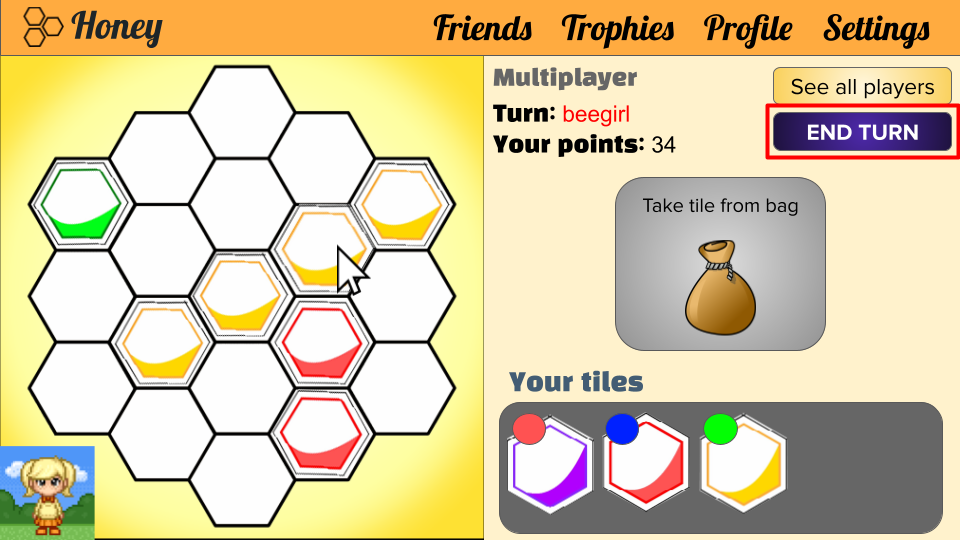 Honey
Friends Trophies Profile Settings
Multiplayer
See all players
Turn: beegirl
END TURN
Your points: 34
Take tile from bag
Your tiles